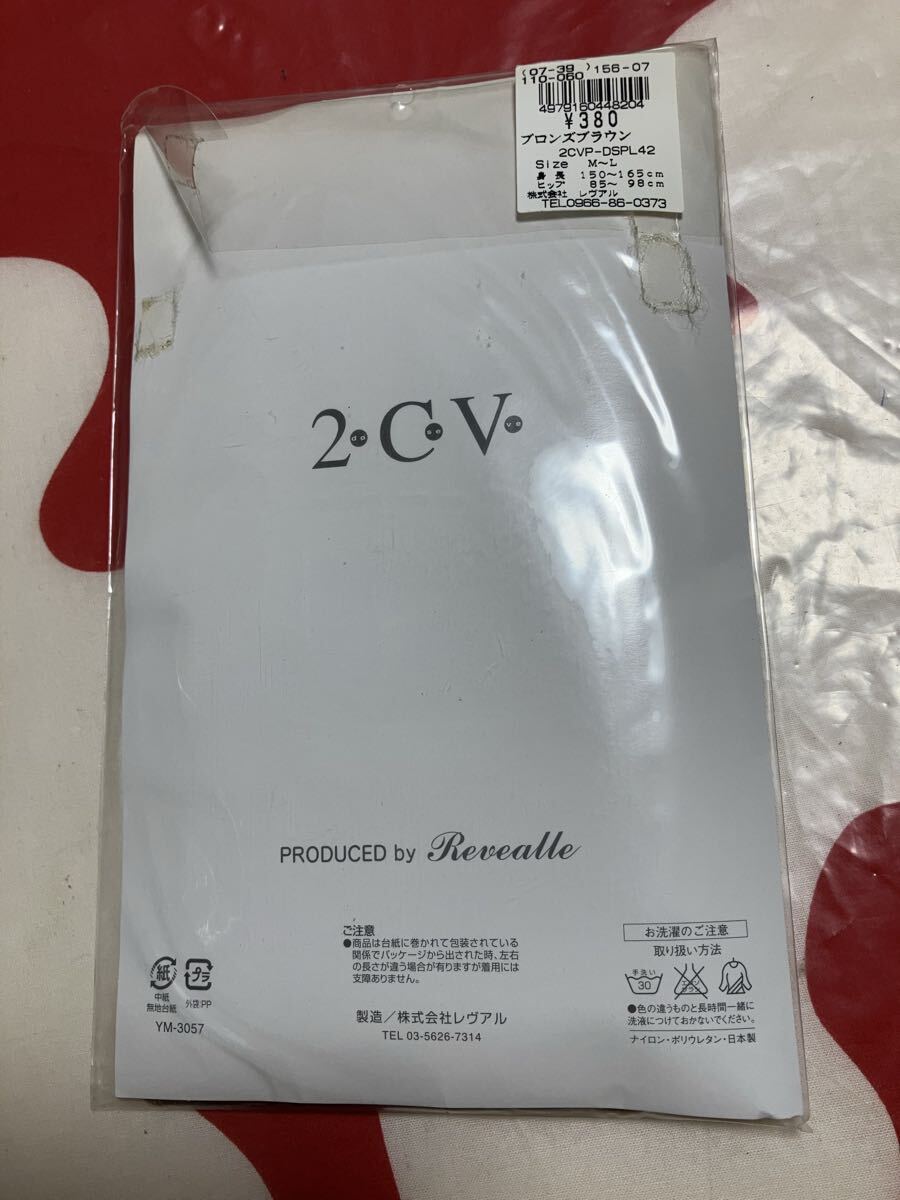 (07-39 )156-07
110-060
4979160448204
¥380
ブロンズブラウン
2CVP-DSPL42
Size M~L
身長 150~165cm
ヒップ 85~ 98cm
株式会社 レヴアル
TEL0966-86-0373
2・C・V・
do se ve
PRODUCED by Revealle
ご注意
●商品は台紙に巻かれて包装されている
関係でパッケージから出された時、左右
の長さが違う場合が有りますが着用には
支障ありません。
製造/株式会社レヴアル
TEL 03-5626-7314
紙 プラ
中紙 外袋 PP
無地台紙
YM-3057
お洗濯のご注意
取り扱い方法
手洗い
30
●色の違うものと長時間一緒に
洗液につけておかないでください。
ナイロン・ポリウレタン・日本製